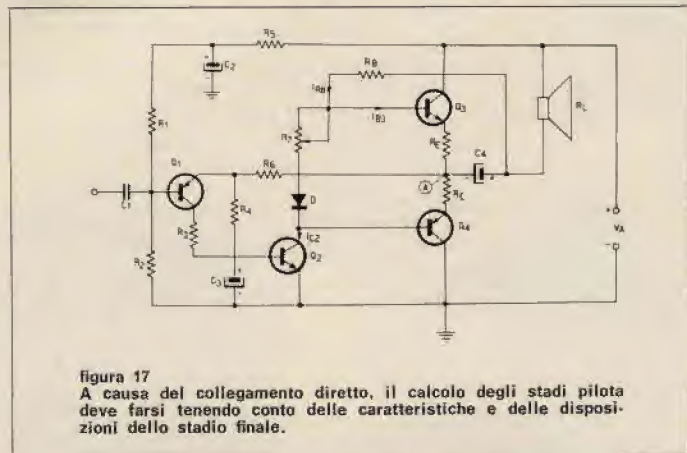 R5
C2
R8
IRB
IB3
Q3
RL
R1
R7
RE
C4
Q1
R6
A
C1
R4
D
RE
+
VA
-
R3
IC2
Q4
R2
Q2
C3
figura 17
A causa del collegamento diretto, il calcolo degli stadi pilota
deve farsi tenendo conto delle caratteristiche e delle disposi-
zioni dello stadio finale.